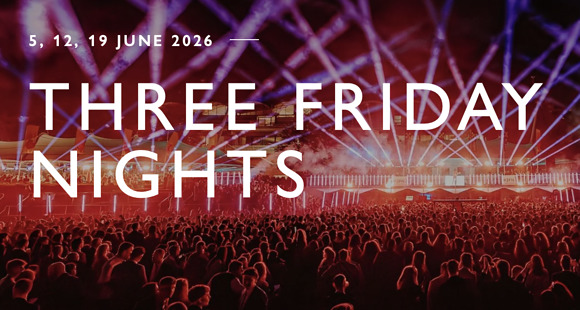 5, 12, 19 JUNE 2026
THREE FRIDAY
NIGHTS